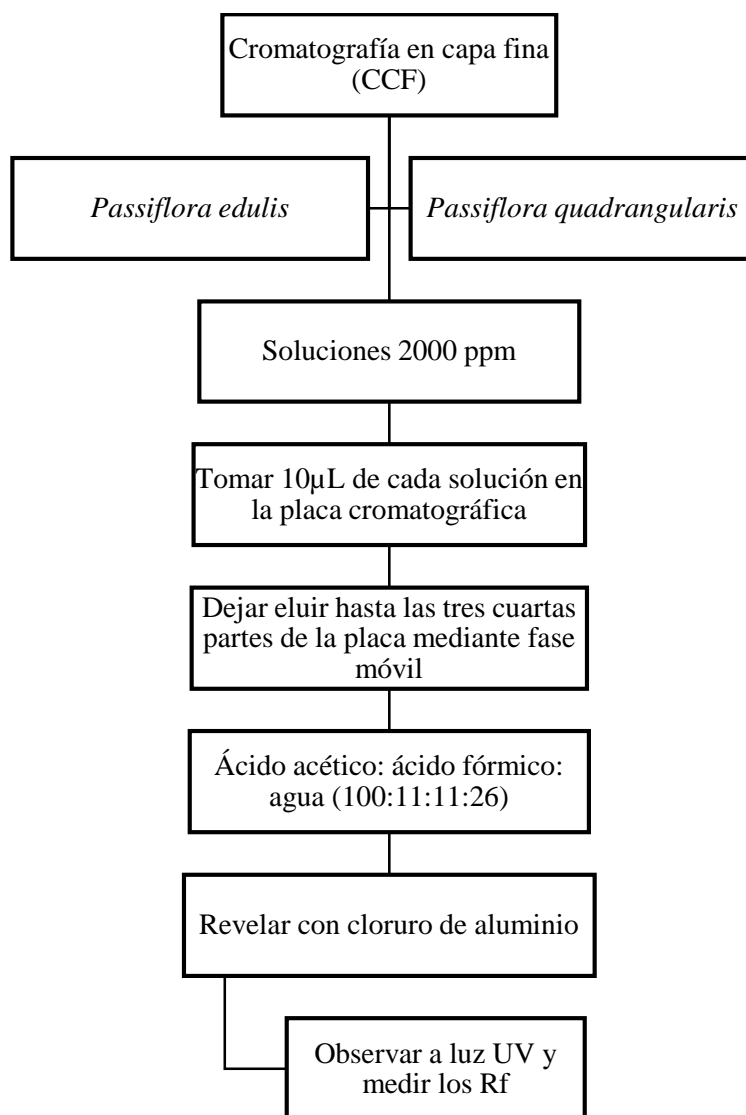 Cromatografía en capa fina
(CCF)
Passiflora edulis
Passiflora quadrangularis
Soluciones 2000 ppm
Tomar 10µL de cada solución en
la placa cromatográfica
Dejar eluir hasta las tres cuartas
partes de la placa mediante fase
móvil
Ácido acético: ácido fórmico:
agua (100:11:11:26)
Revelar con cloruro de aluminio
Observar a luz UV y
medir los Rf